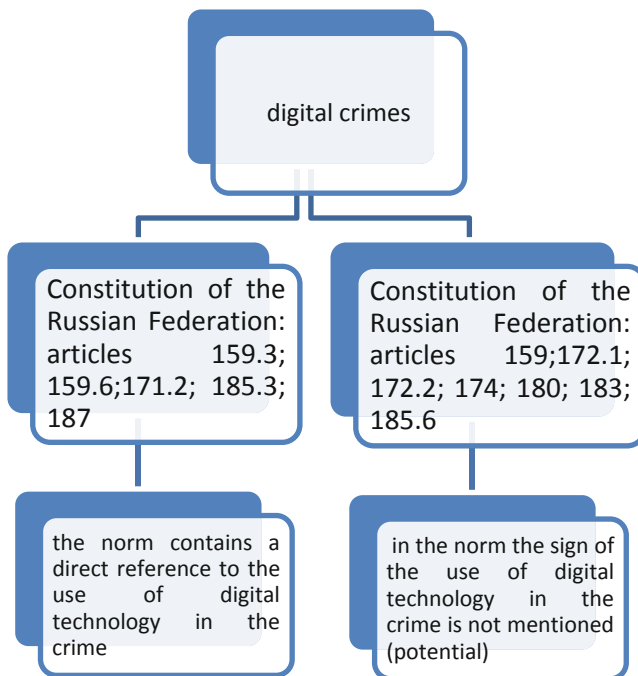 digital crimes
Constitution of the
Russian Federation:
articles 159.3;
159.6;171.2; 185.3;
187
Constitution of the
Russian Federation:
articles 159;172.1;
172.2; 174; 180; 183;
185.6
the norm contains a
direct reference to the
use of digital
technology in the
crime
in the norm the sign of
the use of digital
technology in the
crime is not mentioned
(potential)